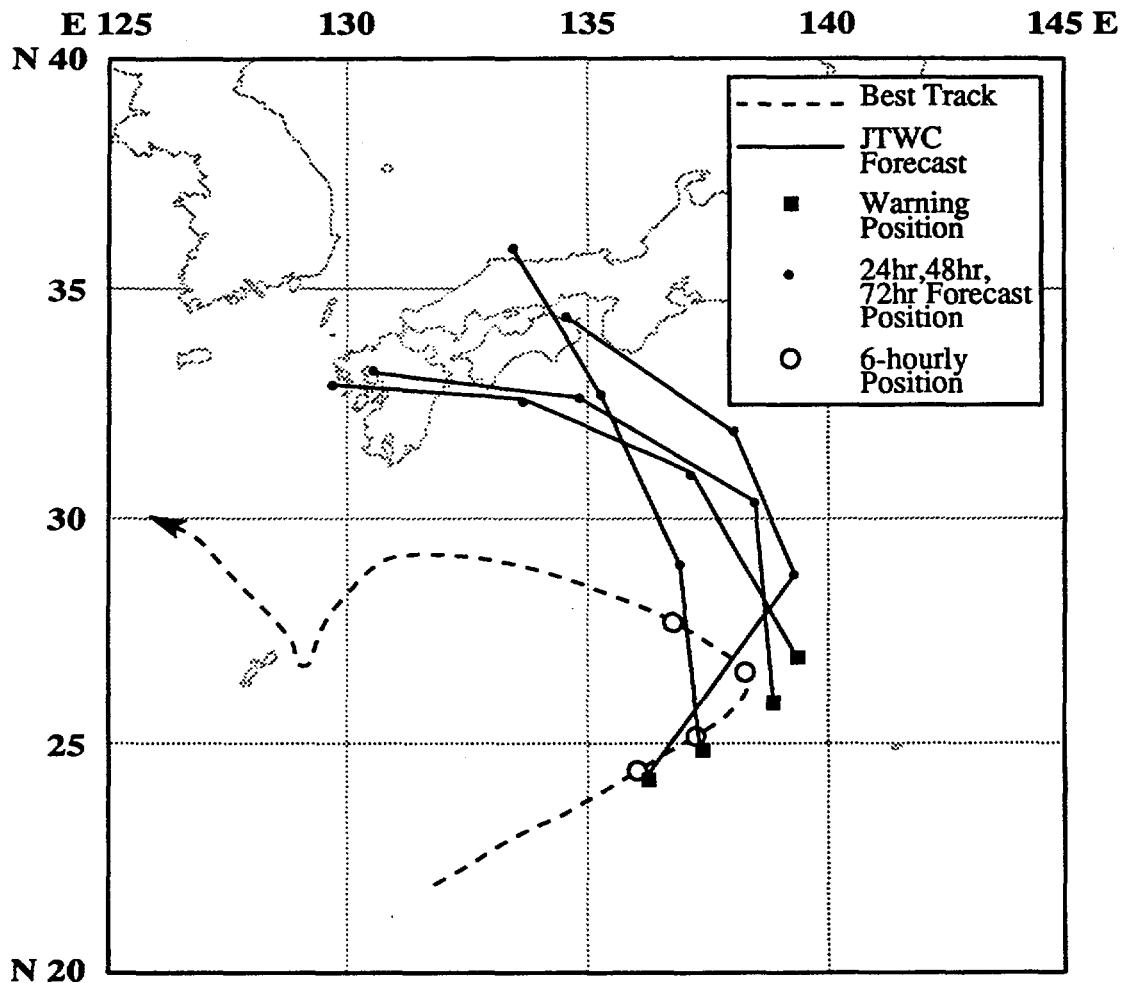 E 125 130 135 140 145 E
N 40
Best Track
JTWC
Forecast
Warning
Position
35
24hr,48hr,
72hr Forecast
Position
6-hourly
Position
30
25
N 20